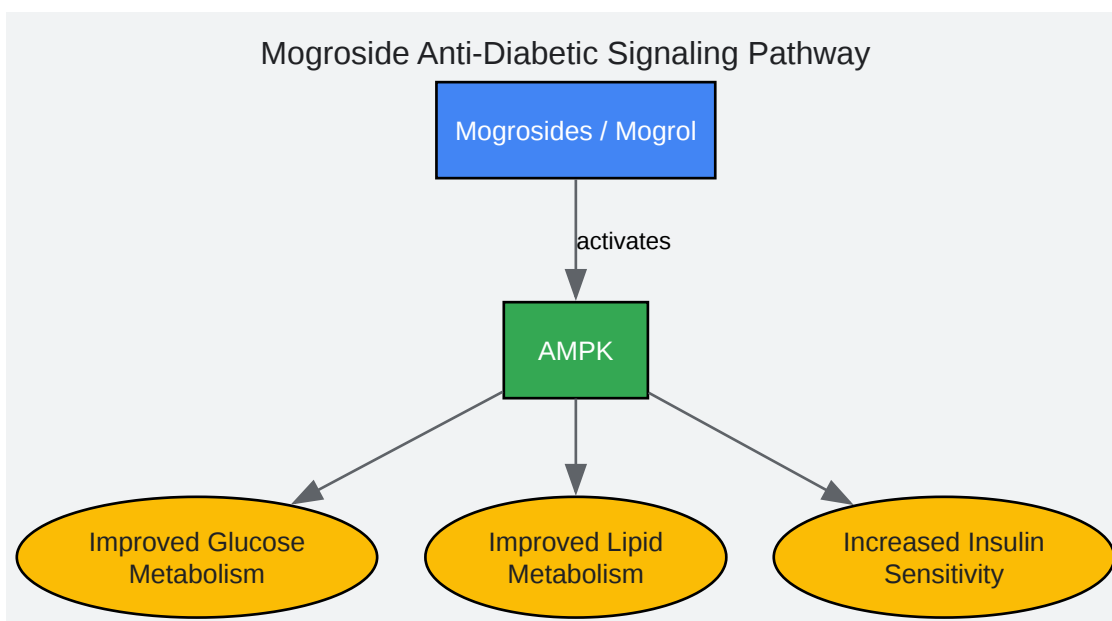 Mogroside Anti-Diabetic Signaling Pathway
Mogrosides / Mogrol
activates
AMPK
Improved Glucose
Metabolism
Improved Lipid
Metabolism
Increased Insulin
Sensitivity